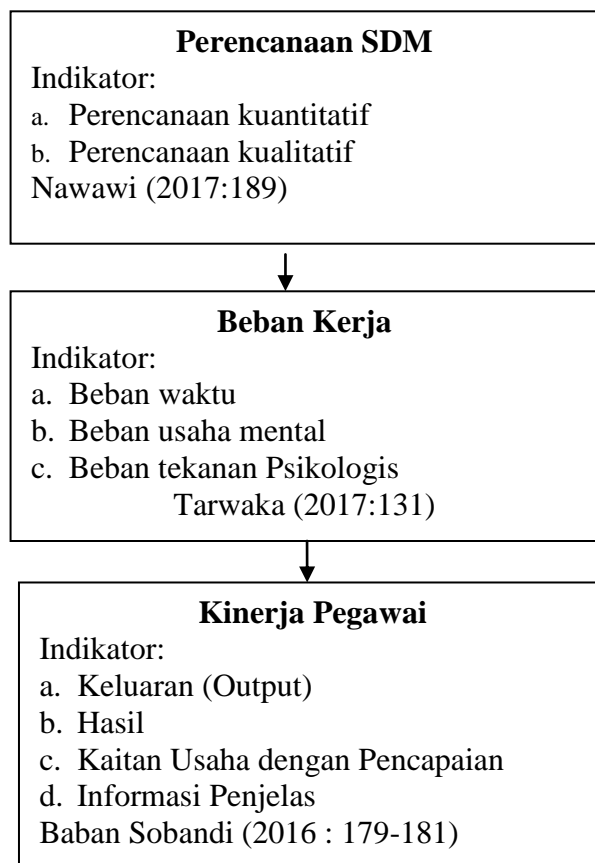 Perencanaan SDM
Indikator:
a. Perencanaan kuantitatif
b. Perencanaan kualitatif
Nawawi (2017:189)
Beban Kerja
Indikator:
a. Beban waktu
b. Beban usaha mental
c. Beban tekanan Psikologis
Tarwaka (2017:131)
Kinerja Pegawai
Indikator:
a. Keluaran (Output)
b. Hasil
c. Kaitan Usaha dengan Pencapaian
d. Informasi Penjelas
Baban Sobandi (2016 : 179-181)